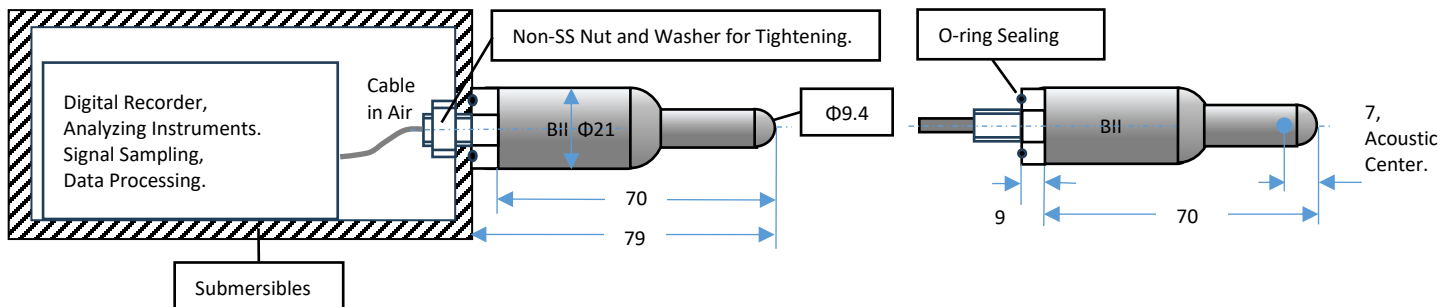 Non-SS Nut and Washer for Tightening.
O-ring Sealing
Cable
in Air
Digital Recorder,
Analyzing Instruments.
Signal Sampling,
Data Processing.
BII Φ21
Φ9.4
BII
7,
Acoustic
Center.
70
79
9
70
Submersibles